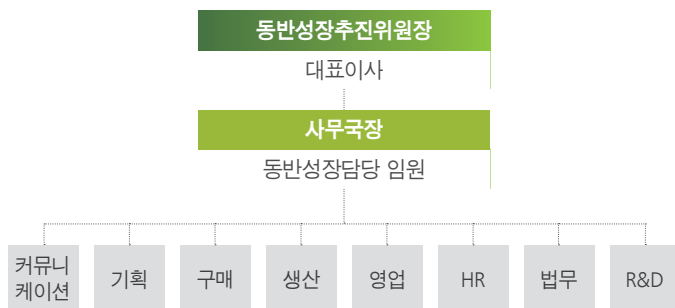 동반성장추진위원장
대표이사
사무국장
동반성장담당 임원
커뮤니
케이션
기획
구매
생산
영업
HR
법무
R&D